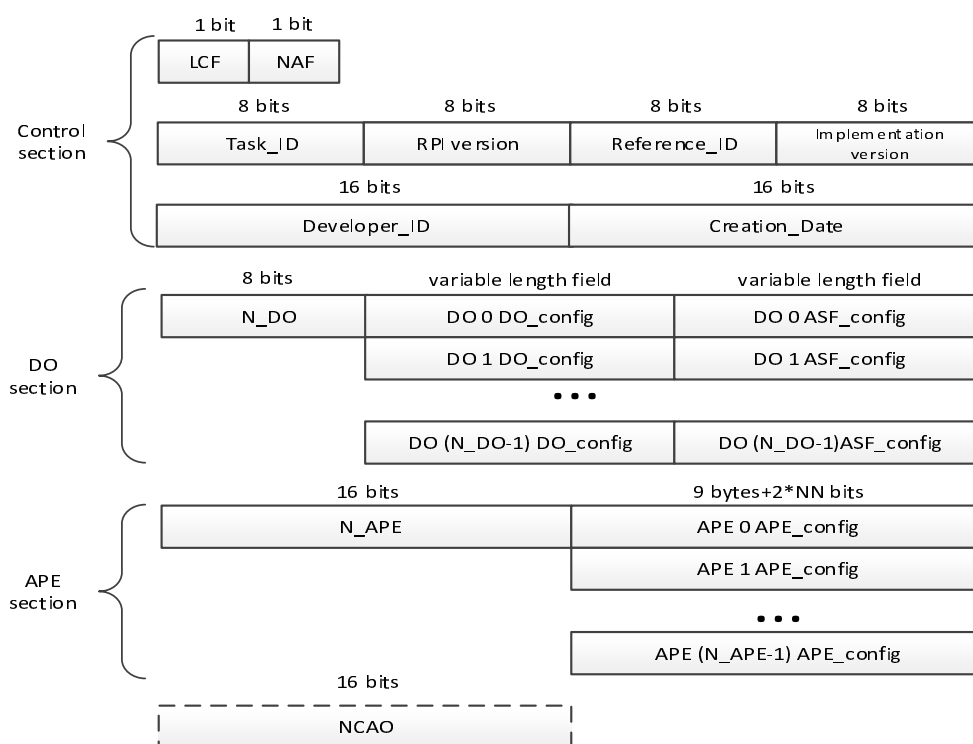 1 bit 1 bit
LCF NAF
8 bits 8 bits 8 bits 8 bits
Control section
Task_ID RPI version Reference_ID Implementation version
16 bits 16 bits
Developer_ID Creation_Date
8 bits variable length field variable length field
DO section
N_DO DO 0 DO_config DO 0 ASF_config
DO 1 DO_config DO 1 ASF_config
...
DO (N_DO-1) DO_config DO (N_DO-1)ASF_config
16 bits 9 bytes+2*NN bits
N_APE APE 0 APE_config
APE section
APE 1 APE_config
...
APE (N_APE-1) APE_config
16 bits
NCAO